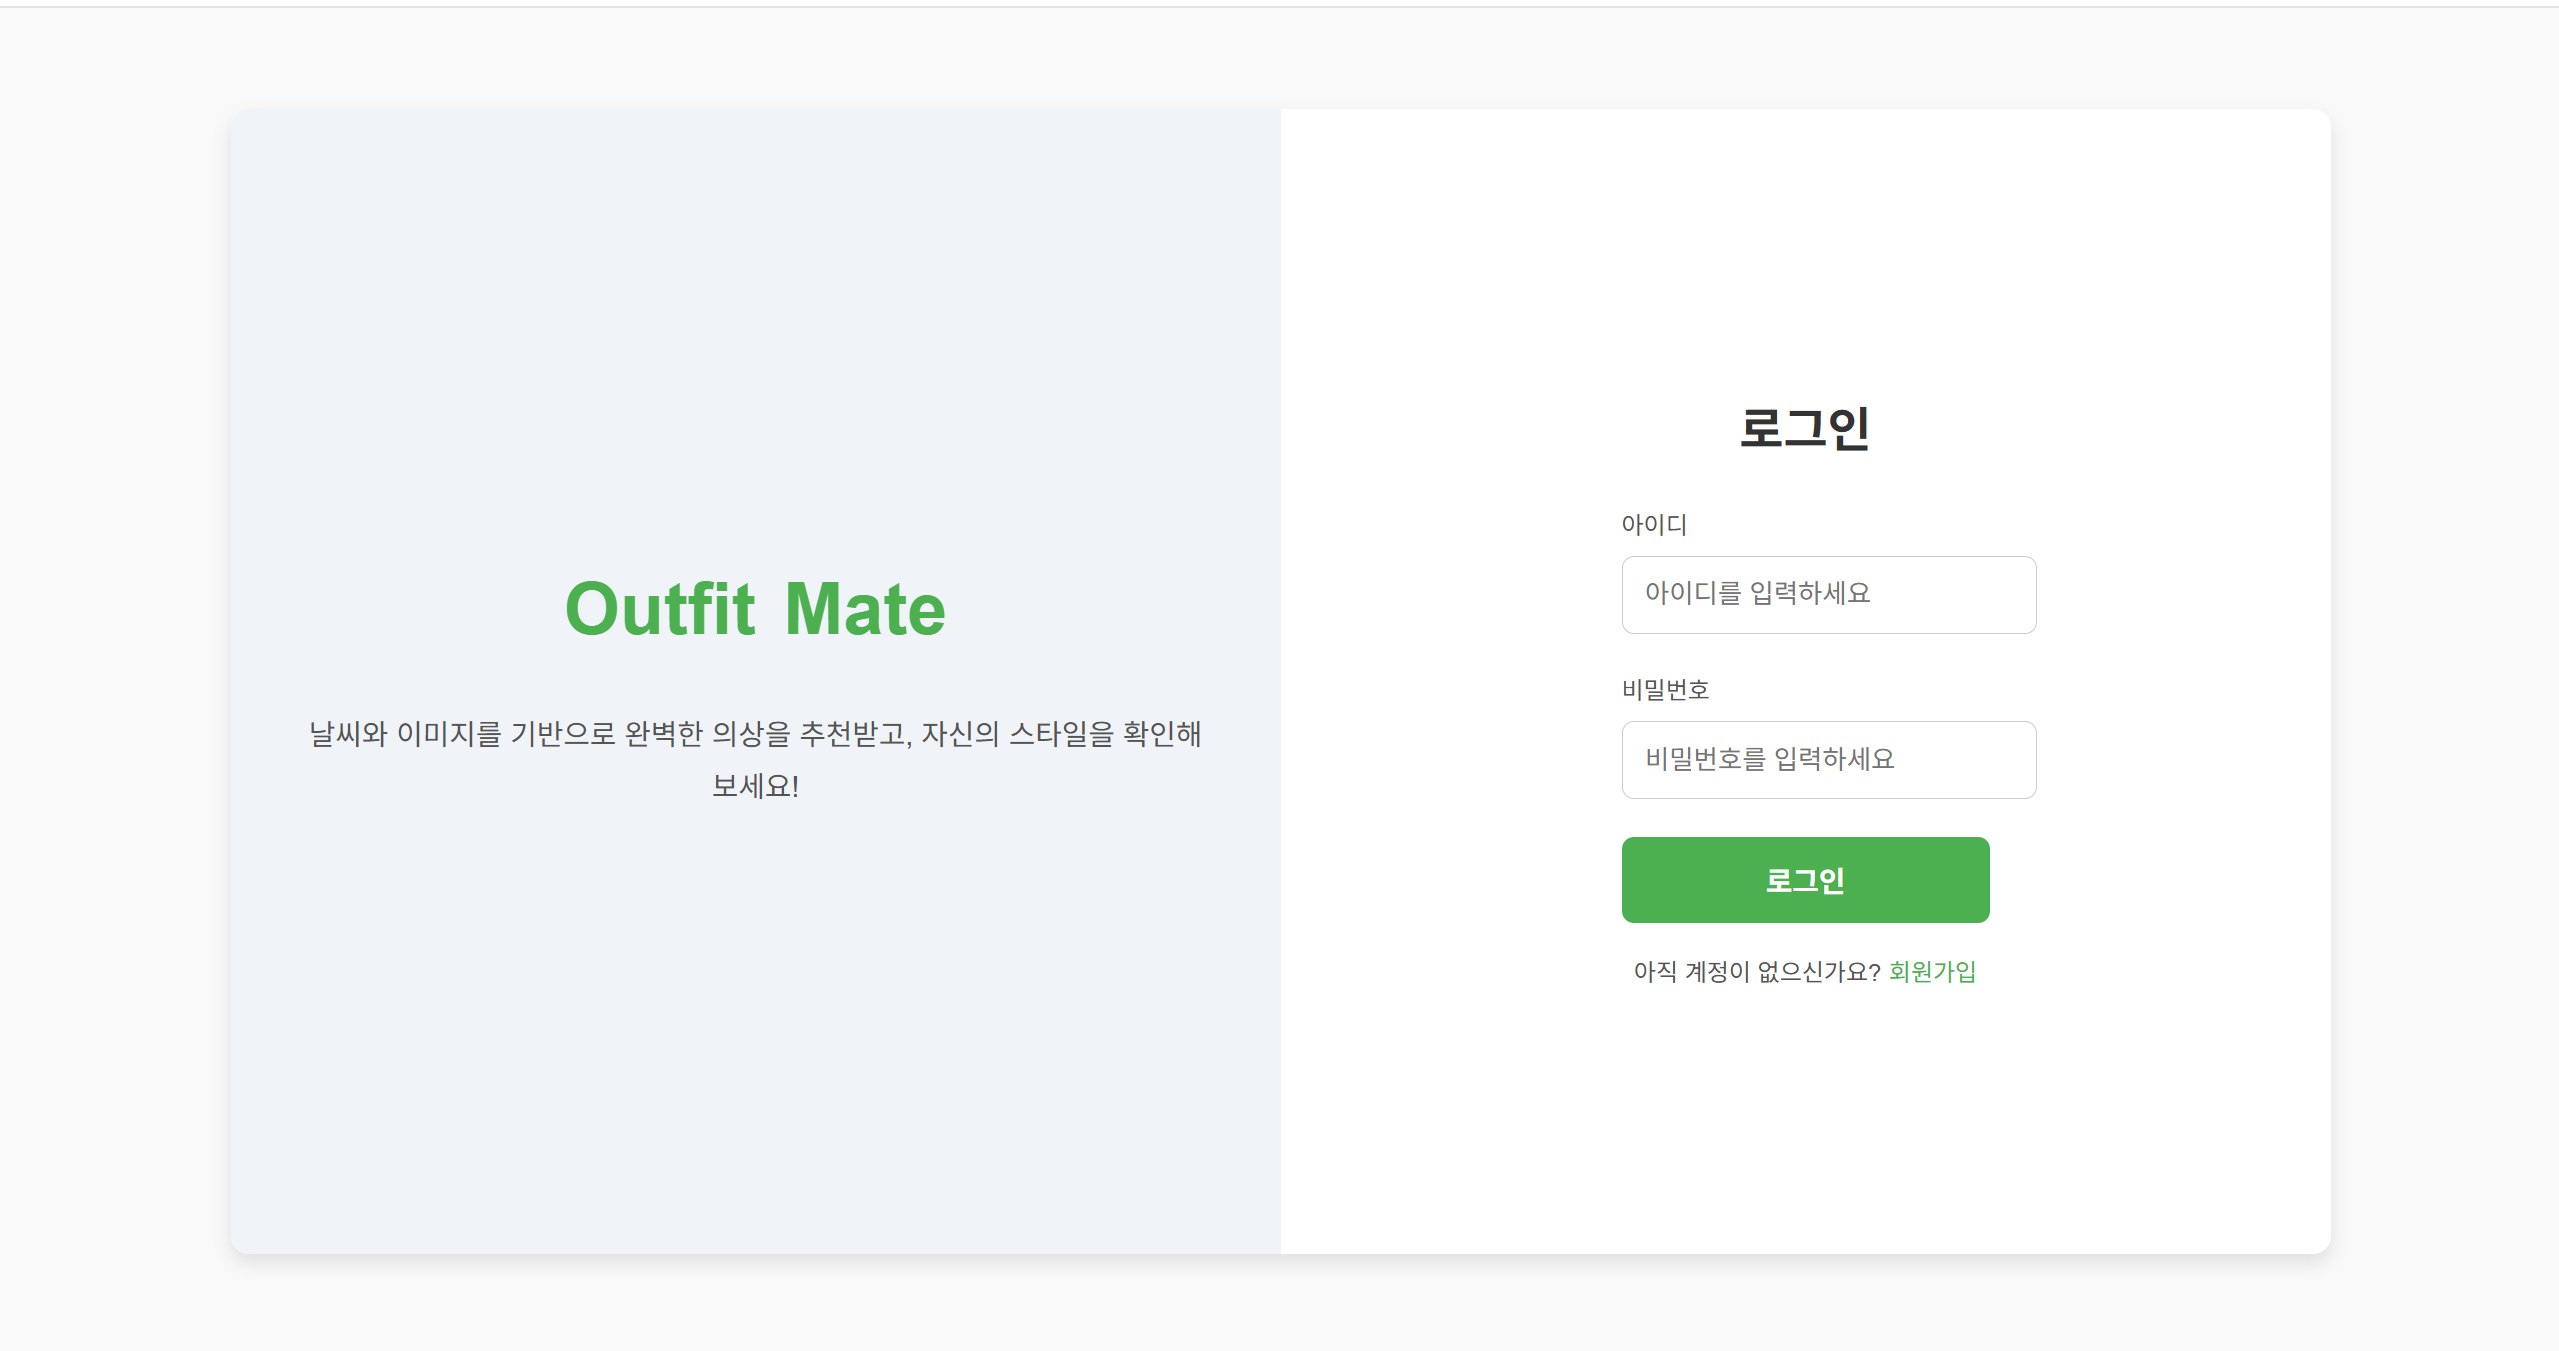 Outfit Mate
날씨와 이미지를 기반으로 완벽한 의상을 추천받고, 자신의 스타일을 확인해
보세요!
로그인
아이디
아이디를 입력하세요
비밀번호
비밀번호를 입력하세요
로그인
아직 계정이 없으신가요? 회원가입